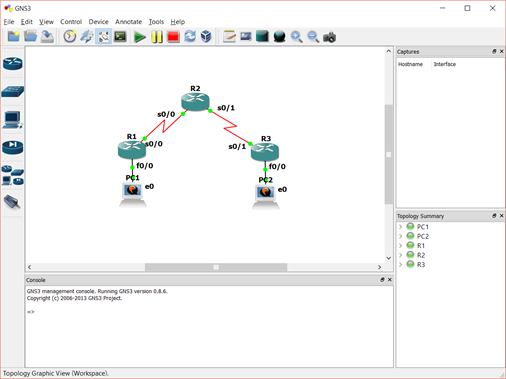 GNS3
File Edit View Control Device Annotate Tools Help
Captures
Hostname Interface
R2
s0/0
s0/1
R1
s0/0
R3
s0/1
f0/0
f0/0
PC1
e0
PC2
e0
Topology Summary
PC1
PC2
R1
R2
R3
Console
GNS3 management console. Running GNS3 version 0.8.6.
Copyright (c) 2006-2013 GNS3 Project.
=>
Topology Graphic View (Workspace).